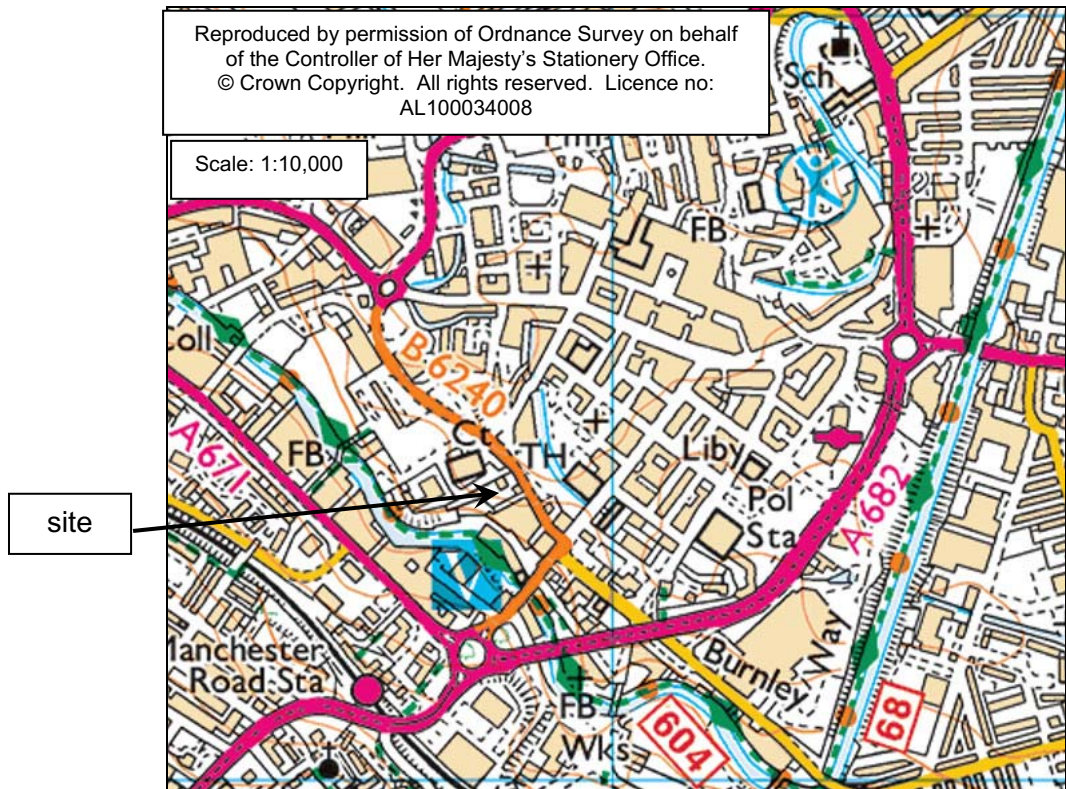 Reproduced by permission of Ordnance Survey on behalf
of the Controller of Her Majesty's Stationery Office.
© Crown Copyright. All rights reserved. Licence no:
AL100034008
Scale: 1:10,000
Sch
FB
B 6240
Coll
A 671
FB
Ct
TH
Liby
Pol
Sta
A 682
site
Manchester
Road Sta
Burnley
Way
FB
Wks
604
68